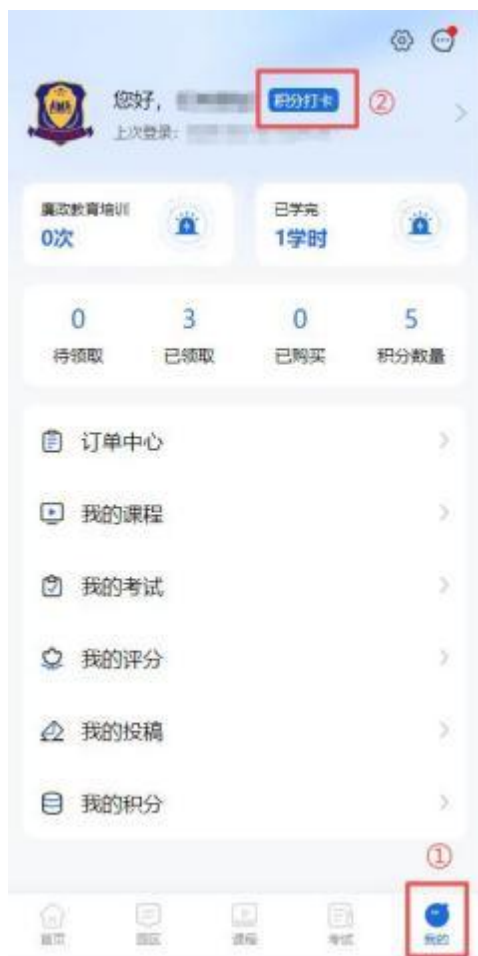 您好，
积分打卡
②
上次登录：
廉政教育培训
0次
已学完
1学时
0
3
0
5
待领取
已领取
已购买
积分数量
订单中心
我的课程
我的考试
我的评分
我的投稿
我的积分
①
首页
课程
考试
我的